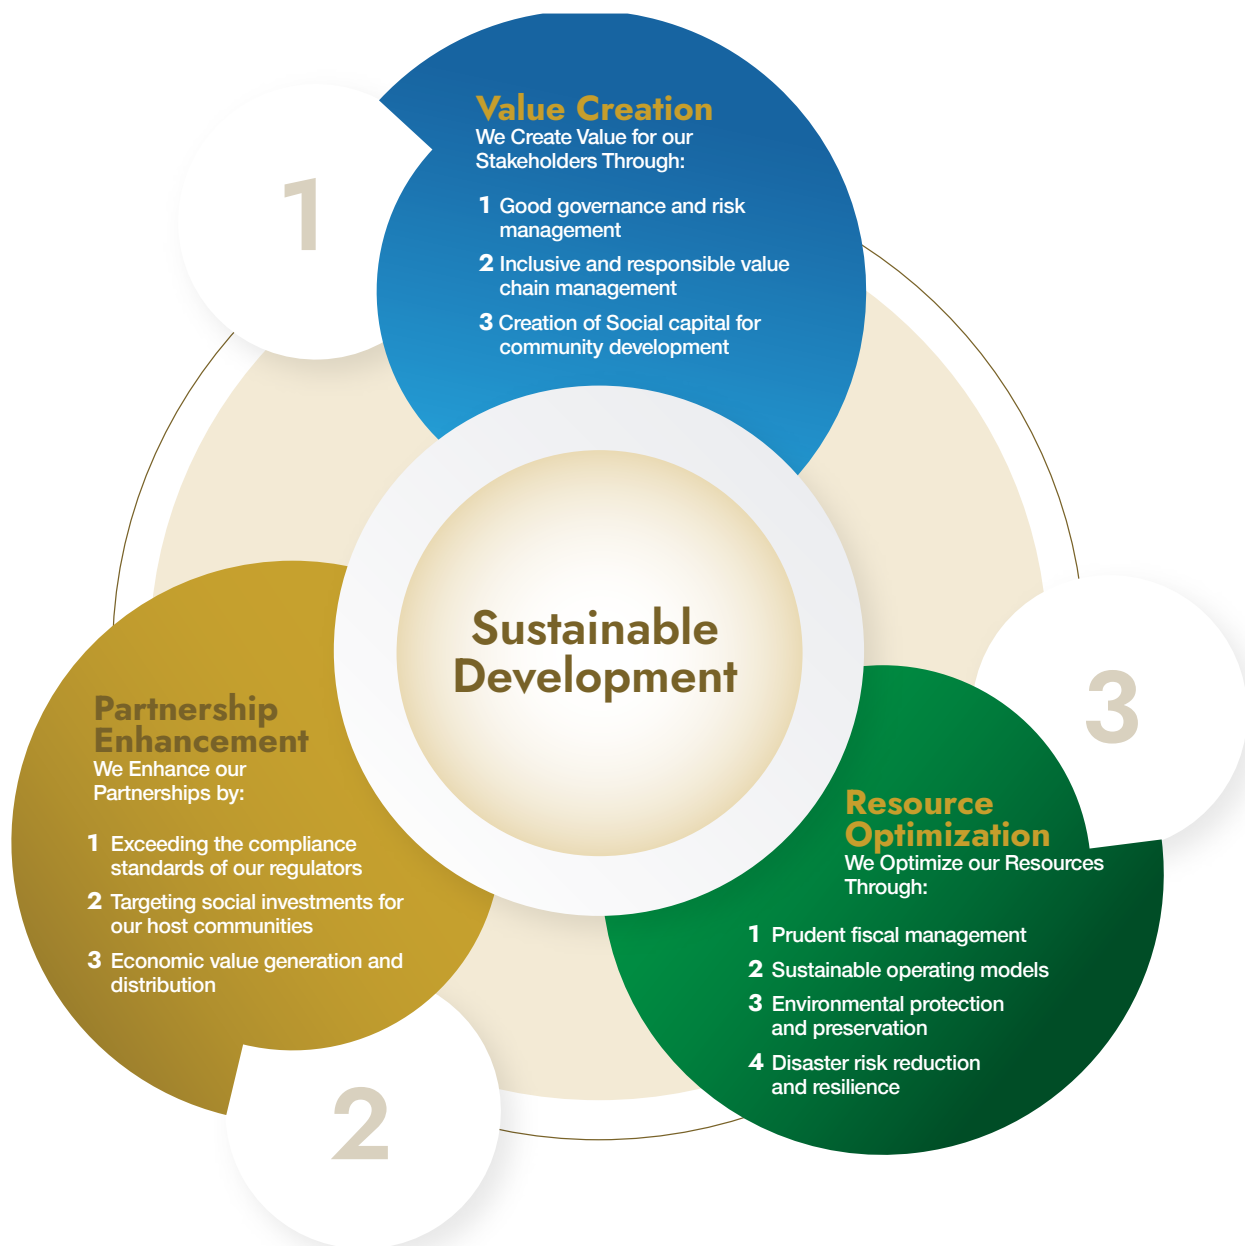 1
Value Creation
We Create Value for our
Stakeholders Through:
1 Good governance and risk
management
2 Inclusive and responsible value
chain management
3 Creation of Social capital for
community development
Sustainable
Development
2
Partnership
Enhancement
We Enhance our
Partnerships by:
1 Exceeding the compliance
standards of our regulators
2 Targeting social investments for
our host communities
3 Economic value generation and
distribution
3
Resource
Optimization
We Optimize our Resources
Through:
1 Prudent fiscal management
2 Sustainable operating models
3 Environmental protection
and preservation
4 Disaster risk reduction
and resilience